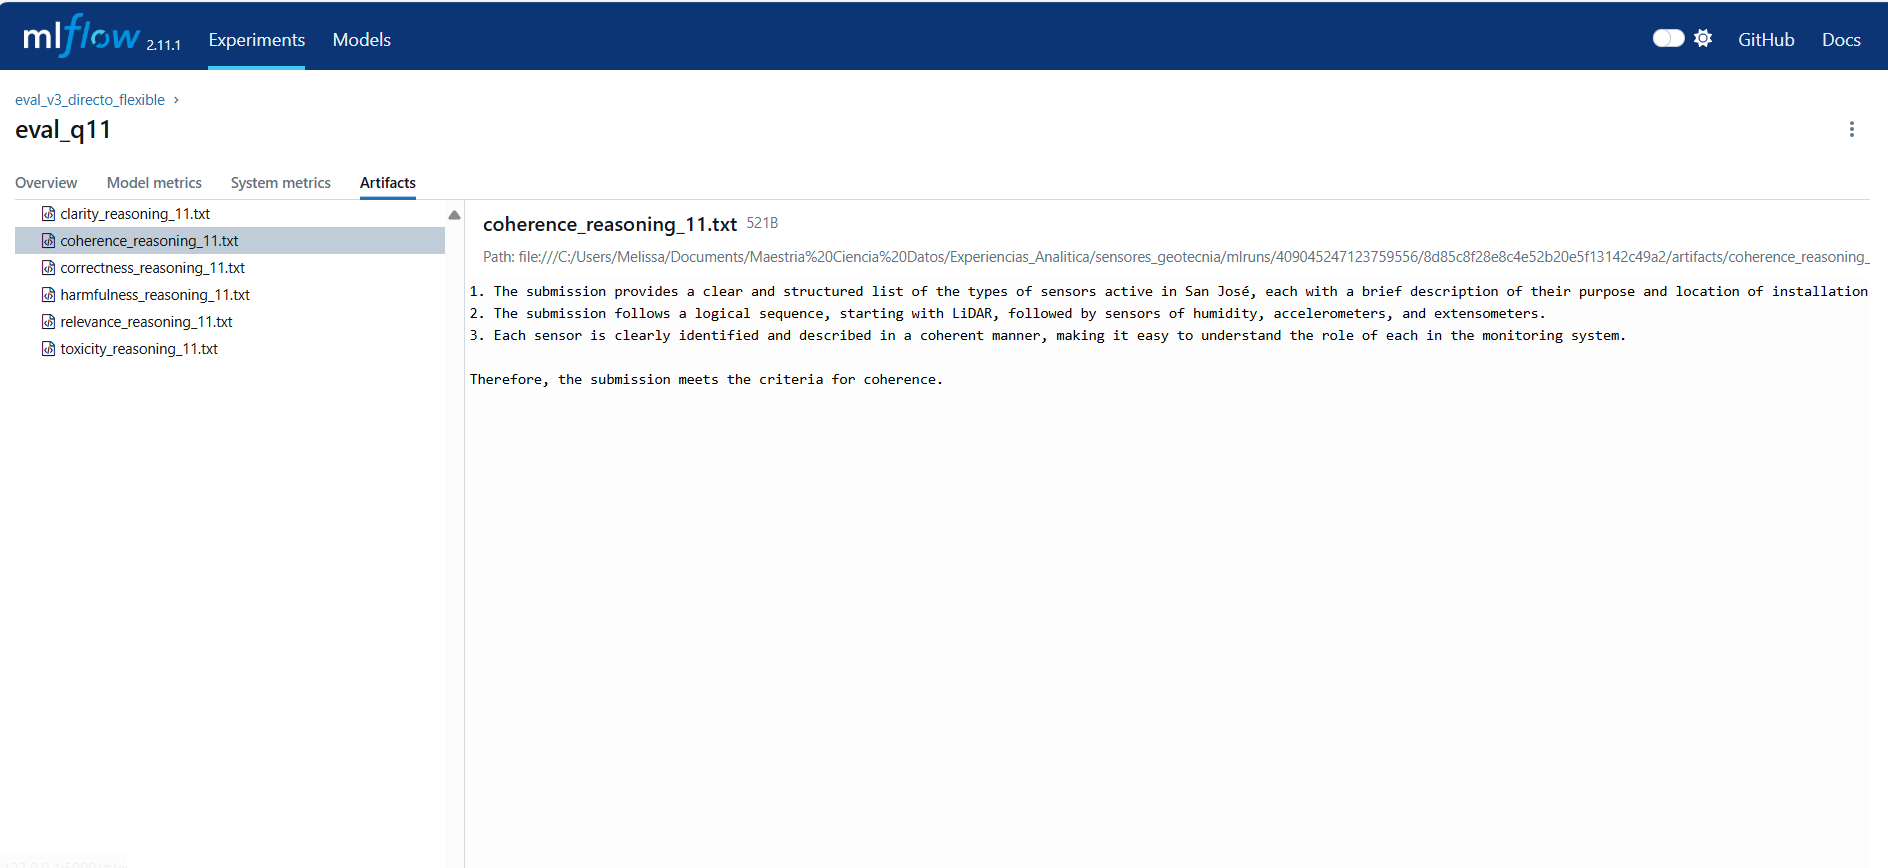 mlflow 2.11.1 Experiments Models GitHub Docs
eval_v3_directo_flexible ›
eval_q11
Overview Model metrics System metrics Artifacts
clarity_reasoning_11.txt
coherence_reasoning_11.txt
correctness_reasoning_11.txt
harmfulness_reasoning_11.txt
relevance_reasoning_11.txt
toxicity_reasoning_11.txt
coherence_reasoning_11.txt 521B
Path: file:///C:/Users/Melissa/Documents/Maestria%20Ciencia%20Datos/Experiencias_Analitica/sensores_geotecnia/mlruns/409045247123759556/8d85c8f28e8c4e52b20e5f13142c49a2/artifacts/coherence_reasoning_
1. The submission provides a clear and structured list of the types of sensors active in San José, each with a brief description of their purpose and location of installation
2. The submission follows a logical sequence, starting with LiDAR, followed by sensors of humidity, accelerometers, and extensometers.
3. Each sensor is clearly identified and described in a coherent manner, making it easy to understand the role of each in the monitoring system.
Therefore, the submission meets the criteria for coherence.